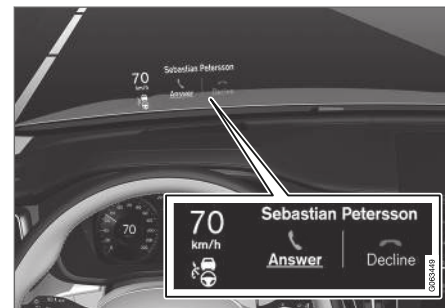 70
km/h
Sebastian Petersson
Answer
Decline
70
70
km/h
Sebastian Petersson
Answer
Decline
G063449